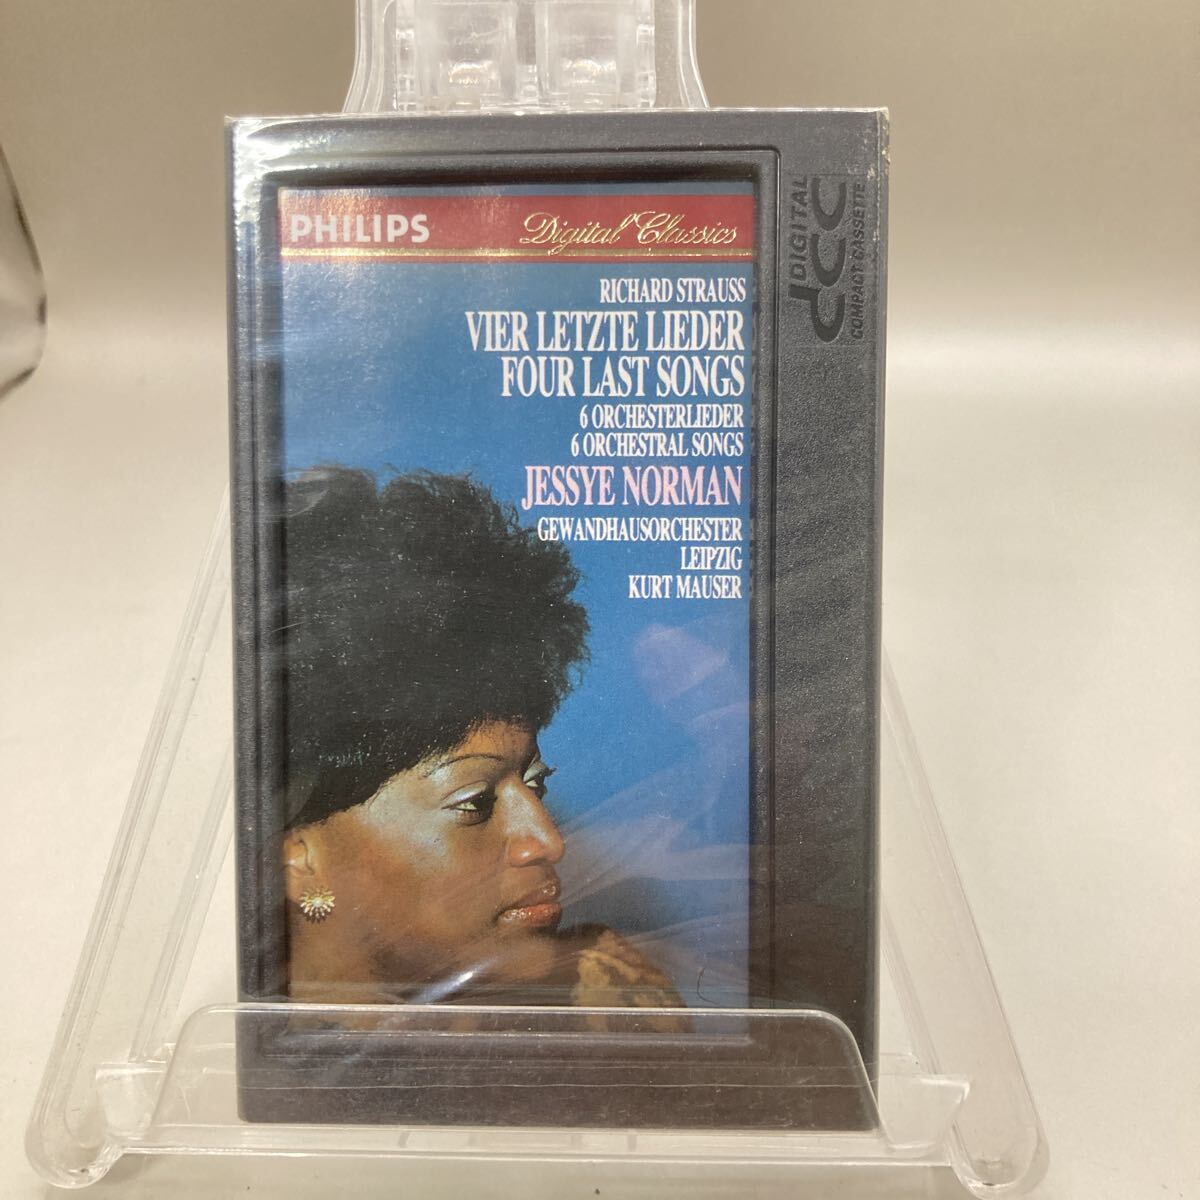 PHILIPS Digital Classics
RICHARD STRAUSS
VIER LETZTE LIEDER
FOUR LAST SONGS
6 ORCHESTERLIEDER
6 ORCHESTRAL SONGS
JESSYE NORMAN
GEWANDHAUSORCHESTER
LEIPZIG
KURT MAUSER
DIGITAL
dcc
COMPACT CASSETTE